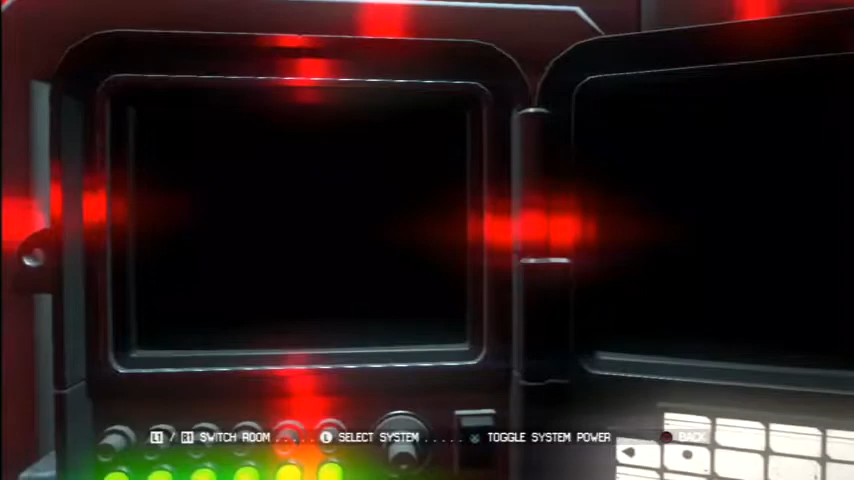 L1 / R1 SWITCH ROOM ..... L SELECT SYSTEM ..... X TOGGLE SYSTEM POWER ..... BACK